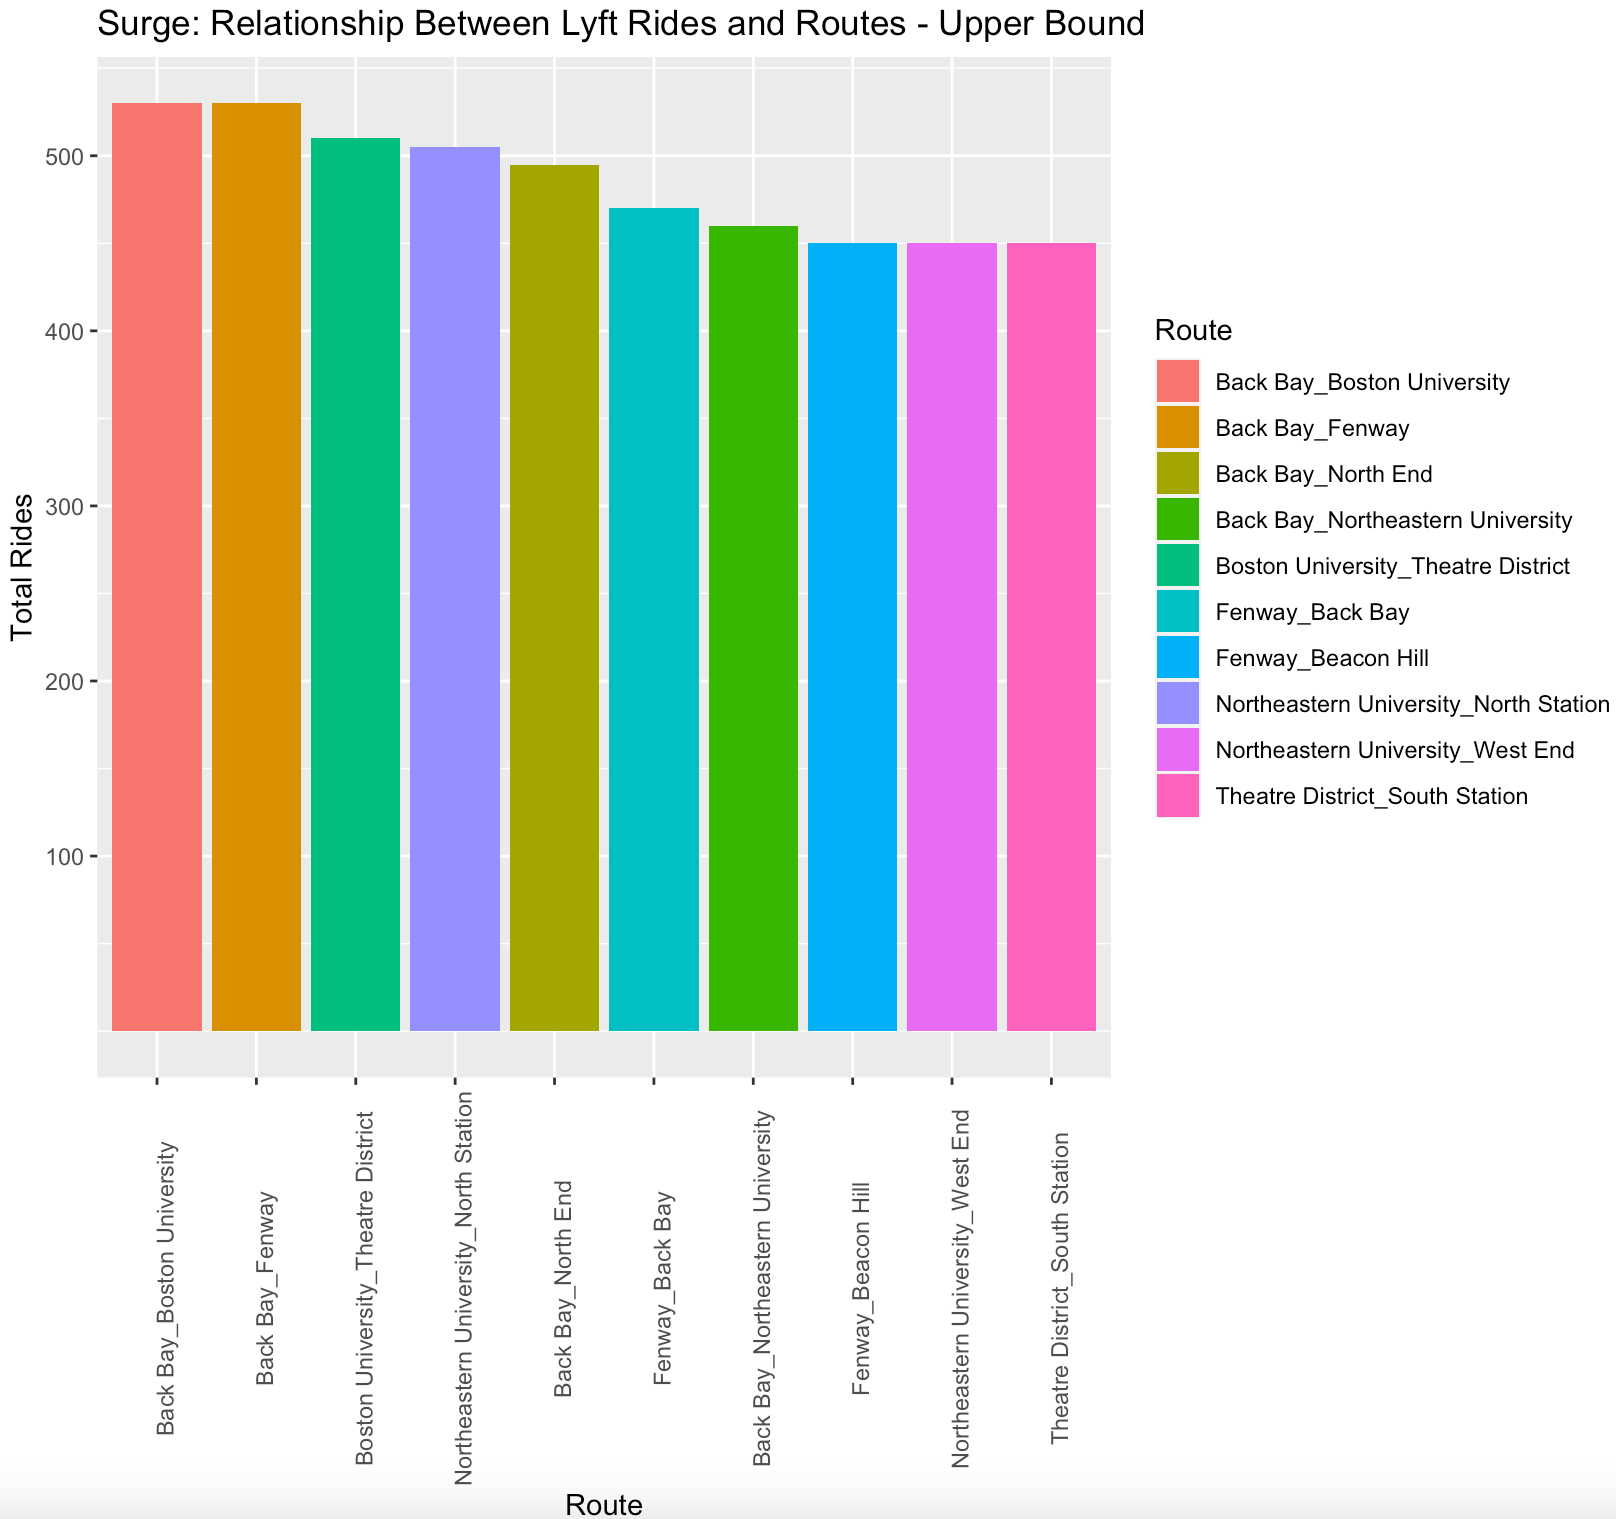 Surge: Relationship Between Lyft Rides and Routes - Upper Bound
Total Rides
500
400
300
200
100
Back Bay_Boston University
Back Bay_Fenway
Boston University_Theatre District
Northeastern University_North Station
Back Bay_North End
Fenway_Back Bay
Back Bay_Northeastern University
Fenway_Beacon Hill
Northeastern University_West End
Theatre District_South Station
Route
Route
Back Bay_Boston University
Back Bay_Fenway
Back Bay_North End
Back Bay_Northeastern University
Boston University_Theatre District
Fenway_Back Bay
Fenway_Beacon Hill
Northeastern University_North Station
Northeastern University_West End
Theatre District_South Station